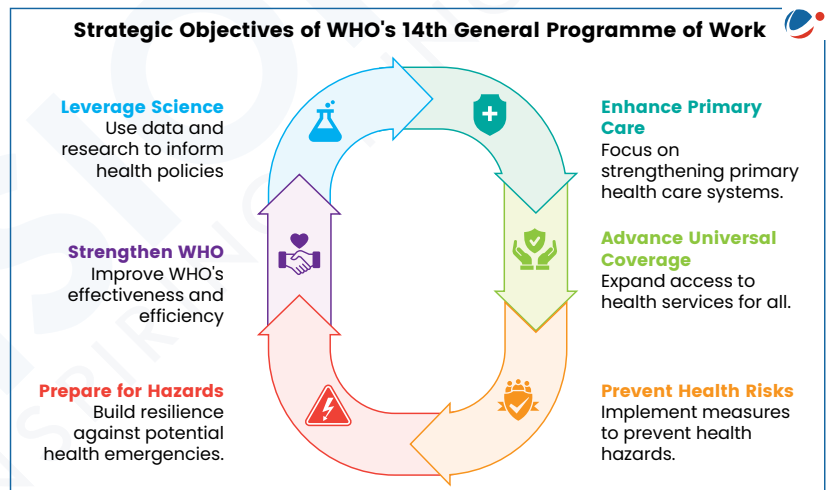 Strategic Objectives of WHO's 14th General Programme of Work
Leverage Science
Use data and
research to inform
health policies
Enhance Primary
Care
Focus on
strengthening primary
health care systems.
Strengthen WHO
Improve WHO's
effectiveness and
efficiency
Advance Universal
Coverage
Expand access to
health services for all.
Prepare for Hazards
Build resilience
against potential
health emergencies.
Prevent Health Risks
Implement measures
to prevent health
hazards.